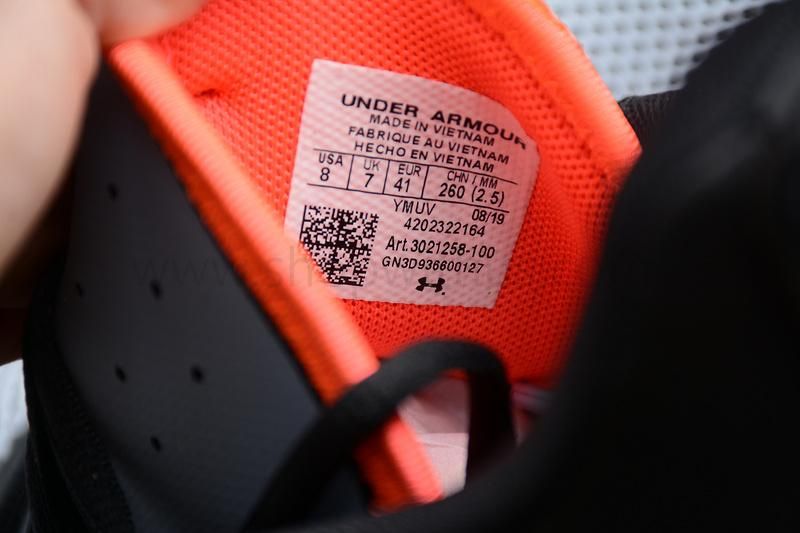 UNDER ARMOUR
MADE IN VIETNAM
FABRIQUE AU VIETNAM
HECHO EN VIETNAM
USA UK EUR CHN / MM
8 7 41 260 (2.5)
YMUV 08/19
4202322164
Art.3021258-100
GN3D936600127